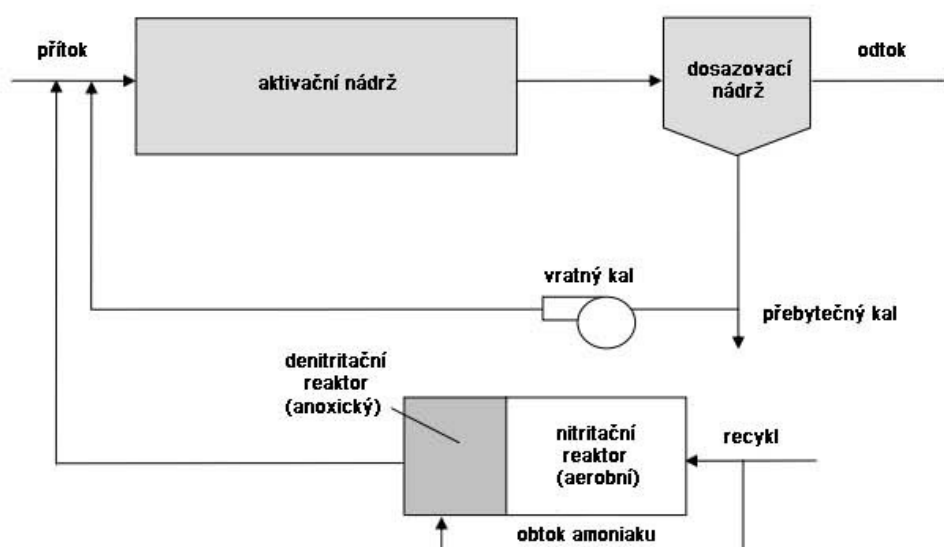 přítok
aktivační nádrž
dosazovací
nádrž
odtok
vratný kal
přebytečný kal
denitritační
reaktor
(anoxický)
nitritační
reaktor
(aerobní)
recykl
obtok amoniaku